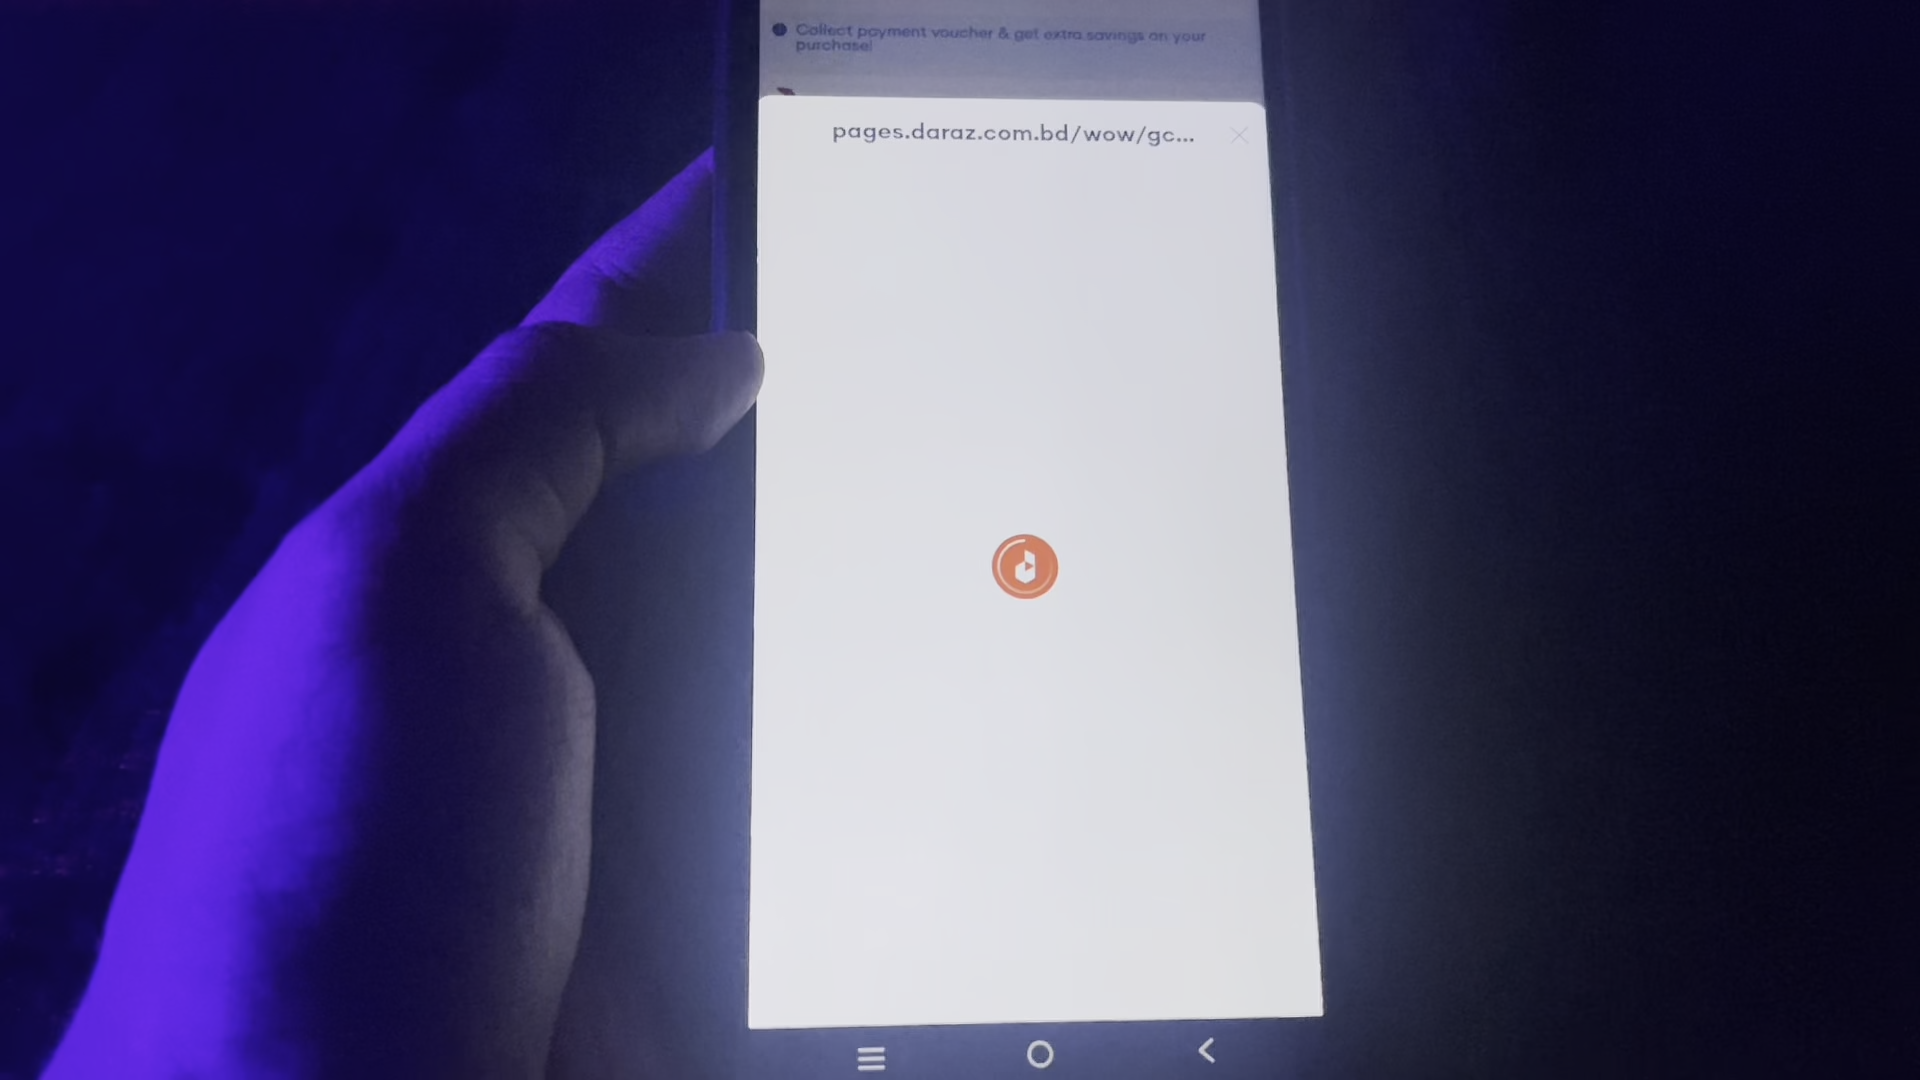 Collect payment voucher & get extra savings on your
purchase!
pages.daraz.com.bd/wow/gc...